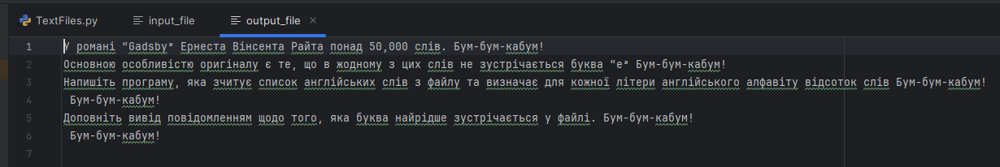 TextFiles.py input_file output_file ×
1 У романі “Gadsby” Ернеста Вінсента Райта понад 50,000 слів. Бум-бум-кабум!
2 Основною особливістю оригіналу є те, що в жодному з цих слів не зустрічається буква “e” Бум-бум-кабум!
3 Напишіть програму, яка зчитує список англійських слів з файлу та визначає для кожної літери англійського алфавіту відсоток слів Бум-бум-кабум!
4 Бум-бум-кабум!
5 Доповніть вивід повідомленням щодо того, яка буква найрідше зустрічається у файлі. Бум-бум-кабум!
6 Бум-бум-кабум!
7